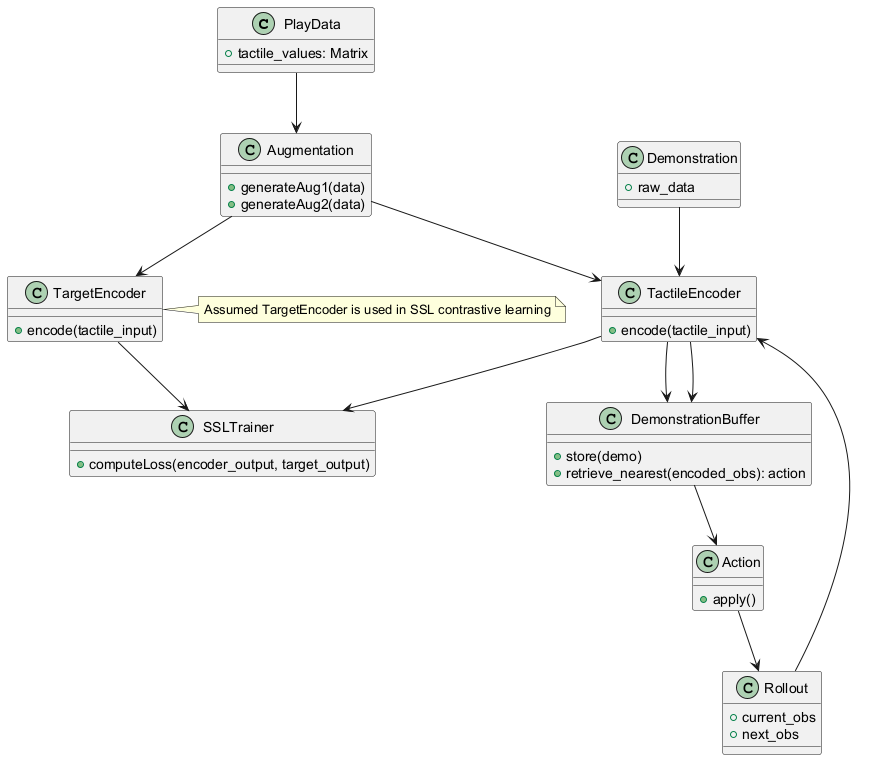 C PlayData
tactile_values: Matrix
C Augmentation
generateAug1(data)
generateAug2(data)
C Demonstration
raw_data
C TargetEncoder
encode(tactile_input)
Assumed TargetEncoder is used in SSL contrastive learning
C TactileEncoder
encode(tactile_input)
C SSLTrainer
computeLoss(encoder_output, target_output)
C DemonstrationBuffer
store(demo)
retrieve_nearest(encoded_obs): action
C Action
apply()
C Rollout
current_obs
next_obs